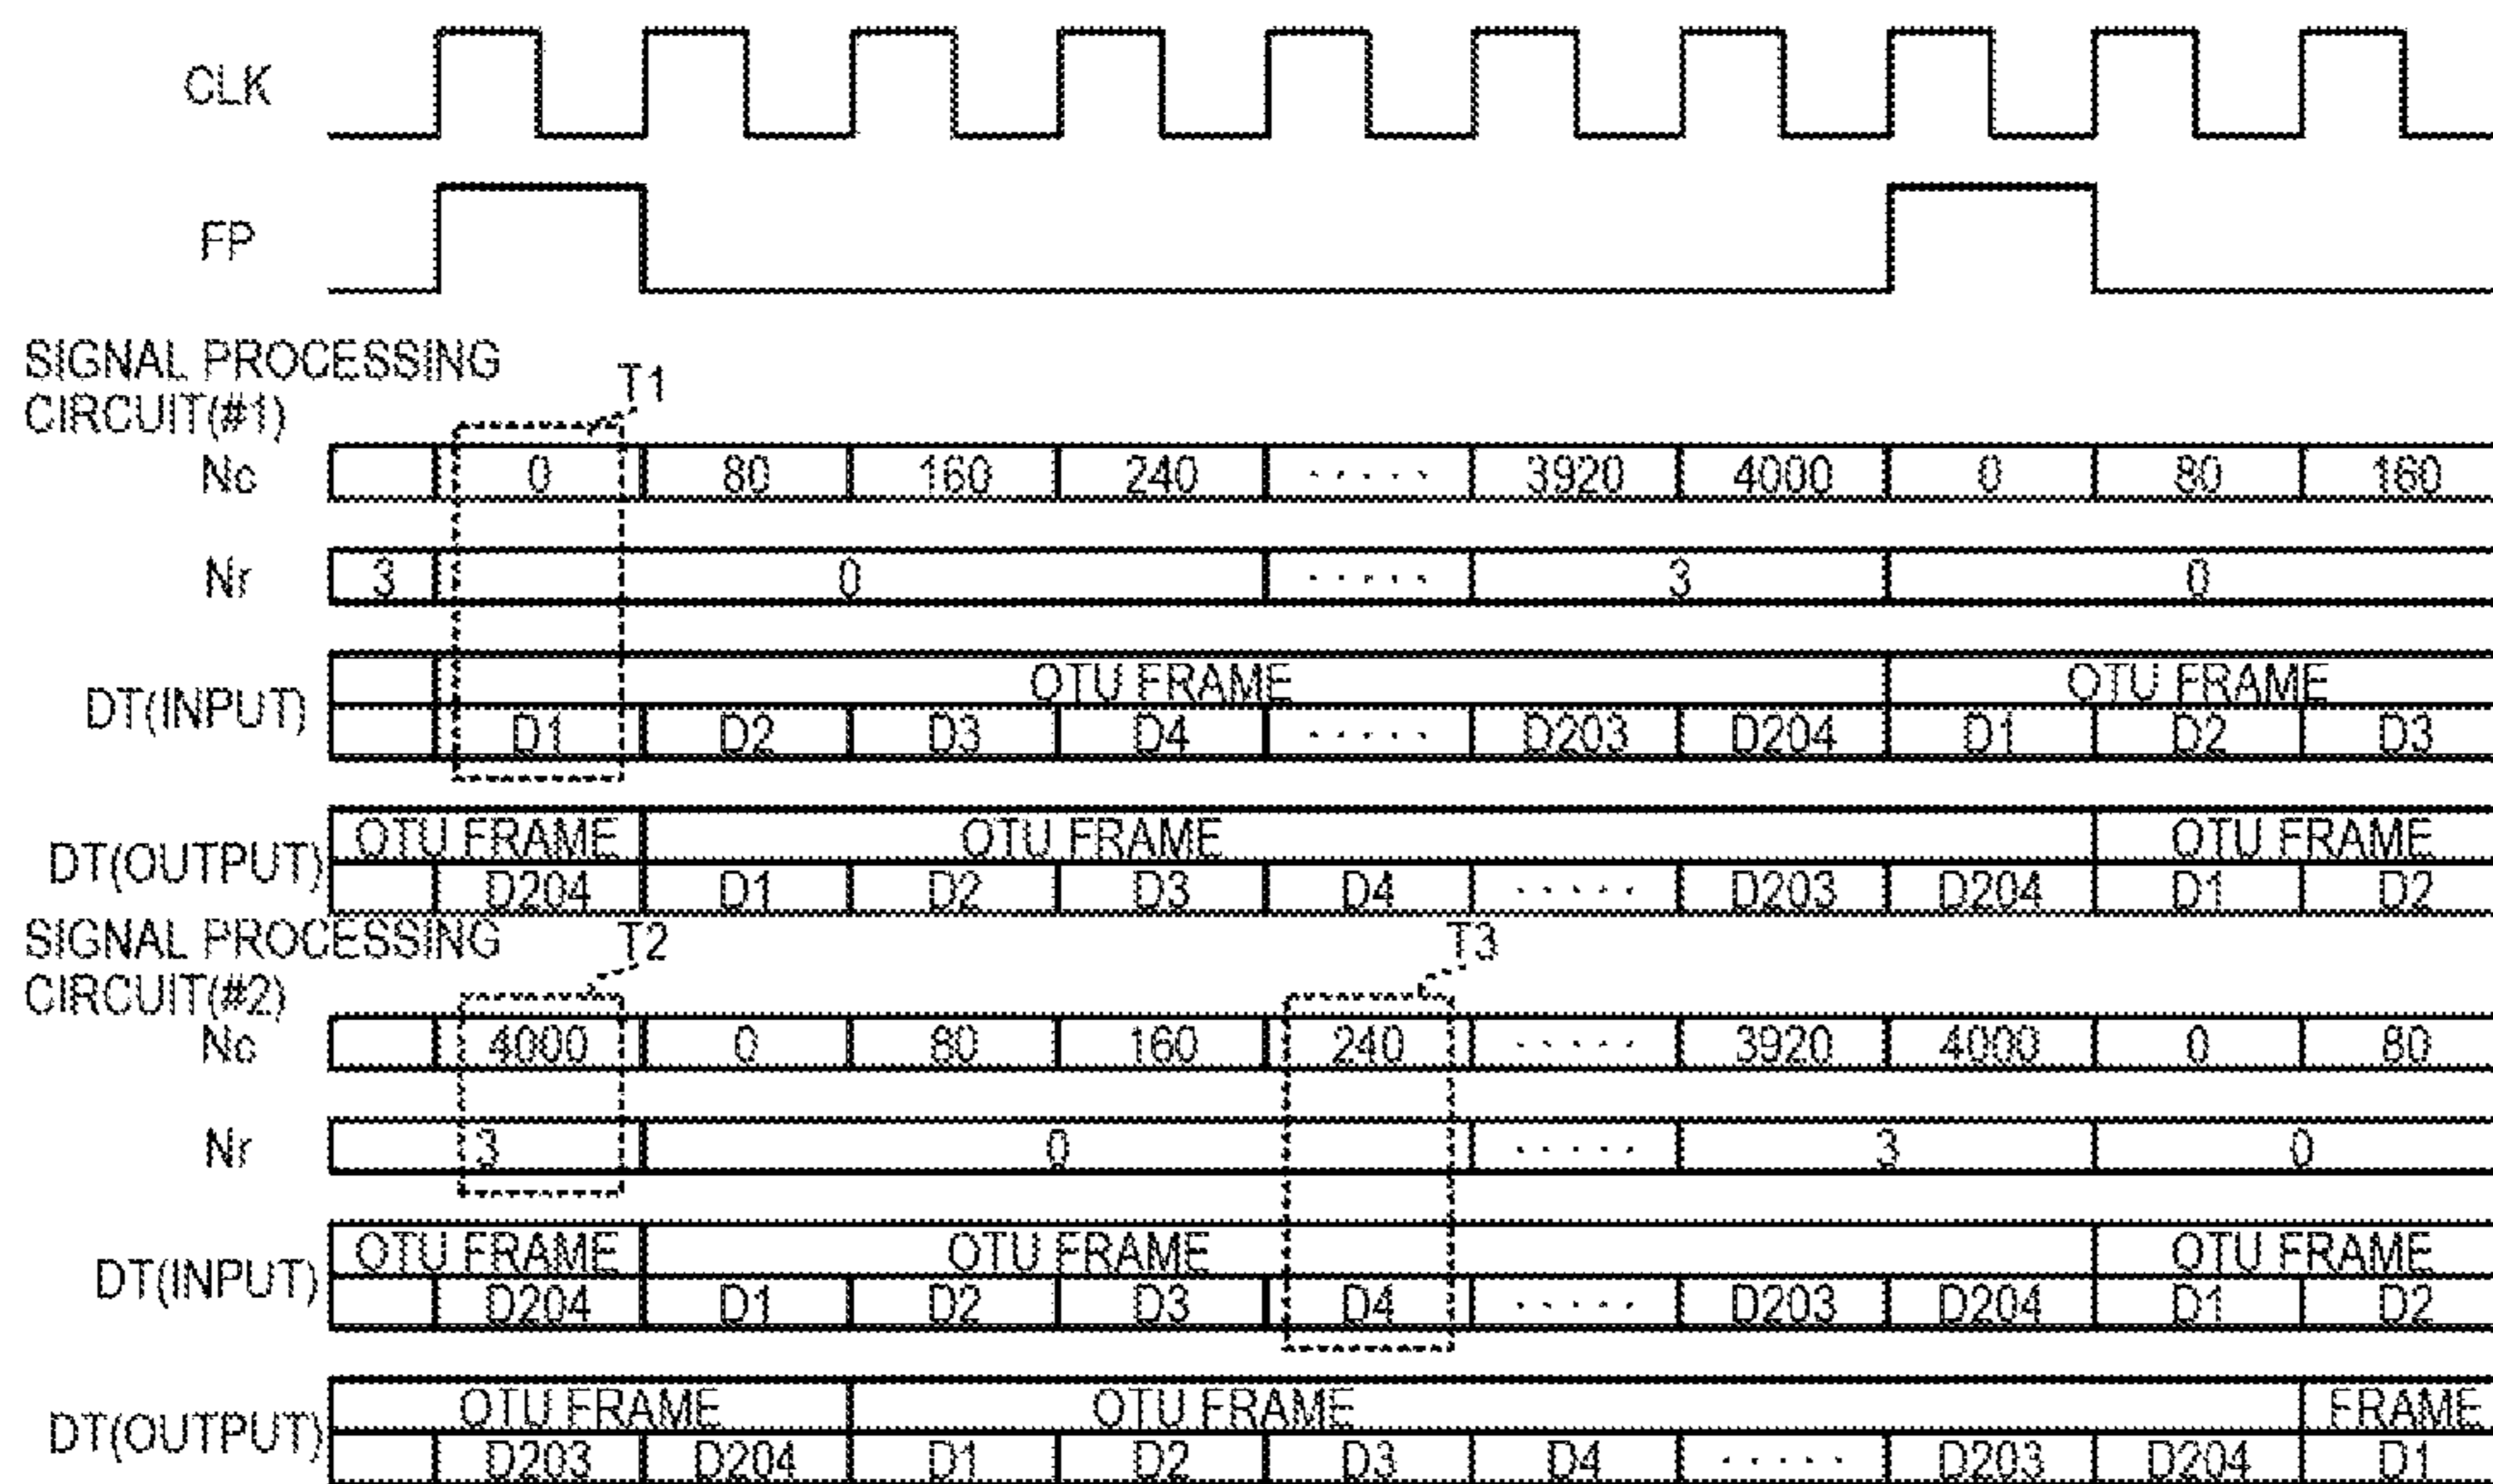 CLK
FP
SIGNAL PROCESSING
CIRCUIT(#1)
T1
Nc 0 80 160 240 ..... 3920 4000 0 80 160
Nr 3 0 ..... 3 0
DT(INPUT)
OTU FRAME OTU FRAME
D1 D2 D3 D4 ..... D203 D204 D1 D2 D3
DT(OUTPUT)
OTU FRAME OTU FRAME OTU FRAME
D204 D1 D2 D3 D4 ..... D203 D204 D1 D2
SIGNAL PROCESSING
CIRCUIT(#2)
T2 T3
Nc 4000 0 80 160 240 ..... 3920 4000 0 80
Nr 3 0 ..... 3 0
DT(INPUT)
OTU FRAME OTU FRAME OTU FRAME
D204 D1 D2 D3 D4 ..... D203 D204 D1 D2
DT(OUTPUT)
OTU FRAME OTU FRAME FRAME
D203 D204 D1 D2 D3 D4 ..... D203 D204 D1